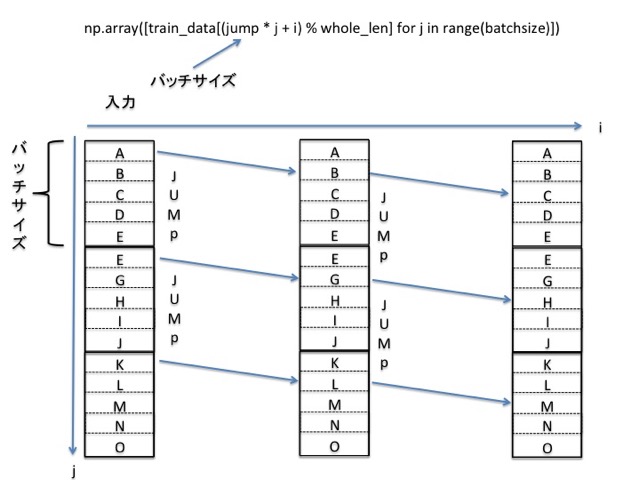 np.array([train_data[(jump * j + i) % whole_len] for j in range(batchsize)])
バッチサイズ
入力
i
バッチサイズ
A
B
C
D
E
E
G
H
I
J
K
L
M
N
O
JUMp
JUMp
A
B
C
D
E
E
G
H
I
J
K
L
M
N
O
JUMp
JUMp
A
B
C
D
E
E
G
H
I
J
K
L
M
N
O
j